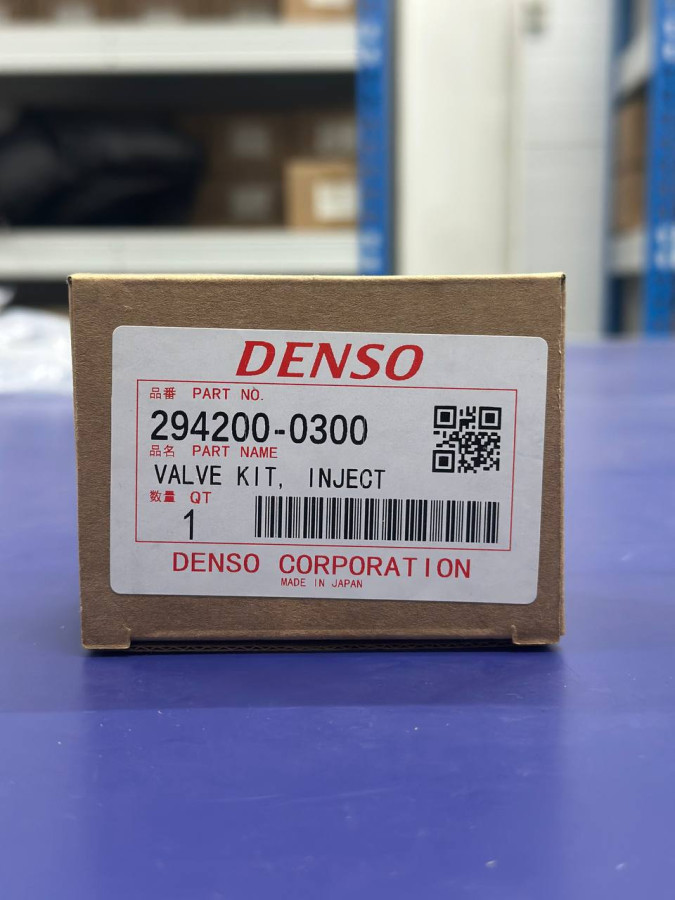 DENSO
品番 PART NO.
294200-0300
品名 PART NAME
VALVE KIT, INJECT
数量 QT
1
DENSO CORPORATION
MADE IN JAPAN